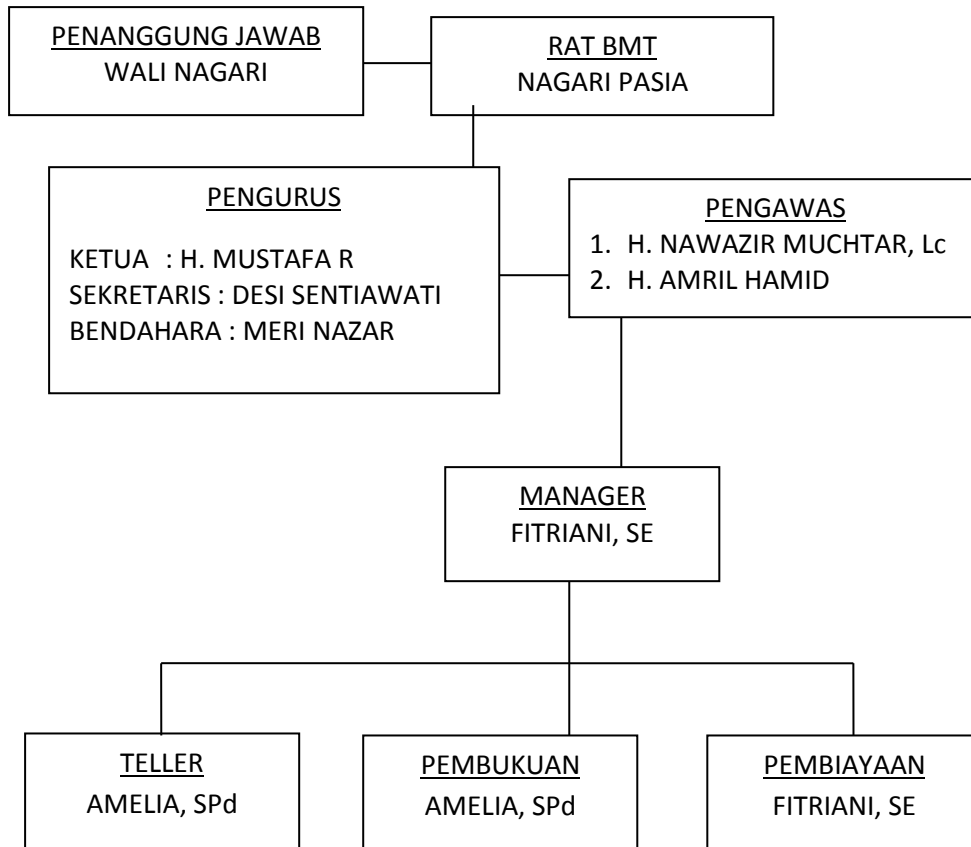 PENANGGUNG JAWAB
WALI NAGARI
RAT BMT
NAGARI PASIA
PENGURUS
KETUA : H. MUSTAFA R
SEKRETARIS : DESI SENTIAWATI
BENDAHARA : MERI NAZAR
PENGAWAS
1. H. NAWAZIR MUCHTAR, Lc
2. H. AMRIL HAMID
MANAGER
FITRIANI, SE
TELLER
AMELIA, SPd
PEMBUKUAN
AMELIA, SPd
PEMBIAYAAN
FITRIANI, SE